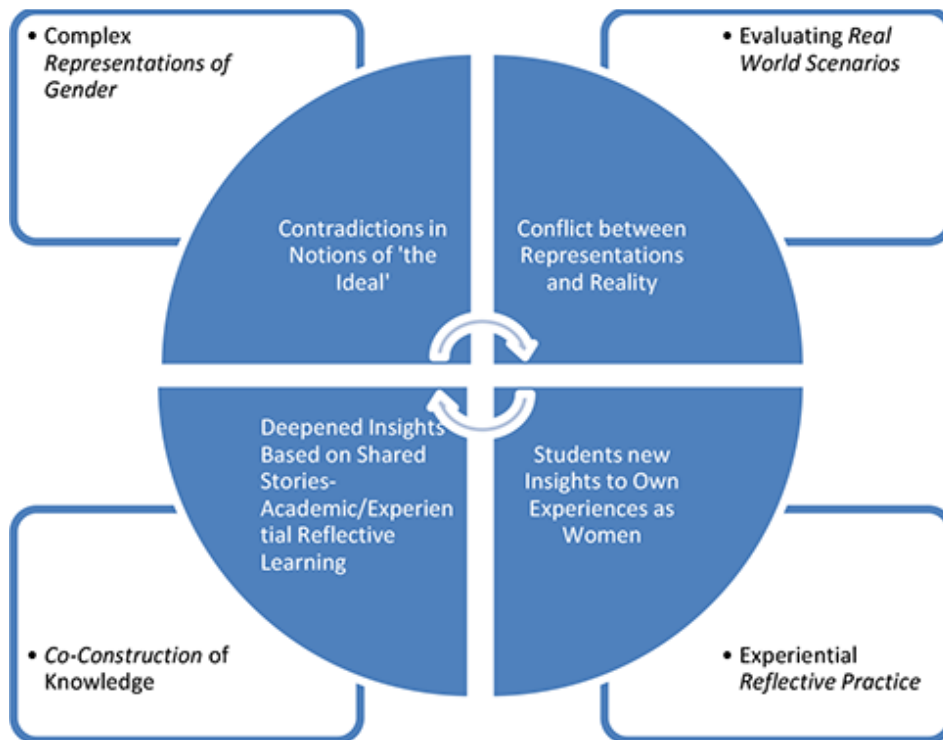 • Complex
Representations of
Gender
• Evaluating Real
World Scenarios
Contradictions in
Notions of 'the
Ideal'
Conflict between
Representations
and Reality
Deepened Insights
Based on Shared
Stories-
Academic/Experien
tial Reflective
Learning
Students new
Insights to Own
Experiences as
Women
• Co-Construction of
Knowledge
• Experiential
Reflective Practice